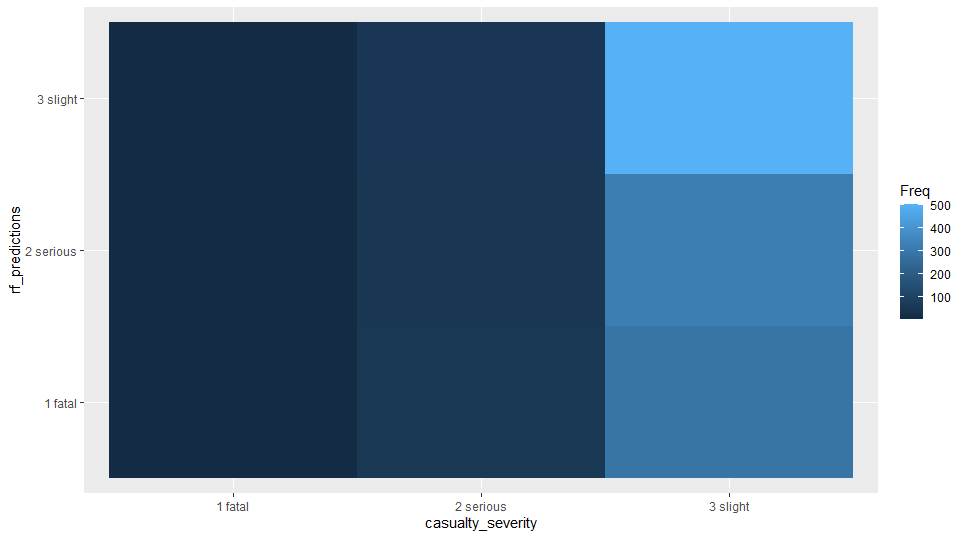 3 slight
2 serious
1 fatal
rf_predictions
1 fatal
2 serious
3 slight
casualty_severity
Freq
500
400
300
200
100